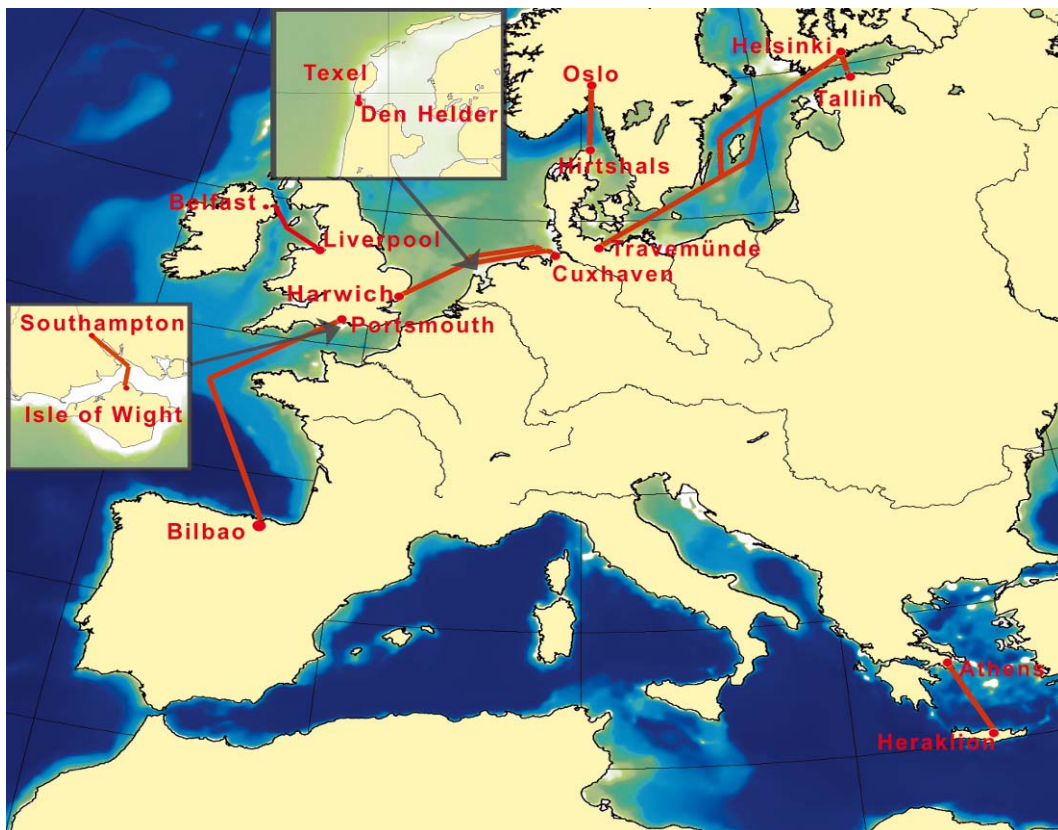 Helsinki
Texel
Oslo
Tallin
Den Helder
Hirtshals
Belfast
Liverpool
Travemünde
Cuxhaven
Harwich
Portsmouth
Southampton
Isle of Wight
Bilbao
Athens
Heraklion